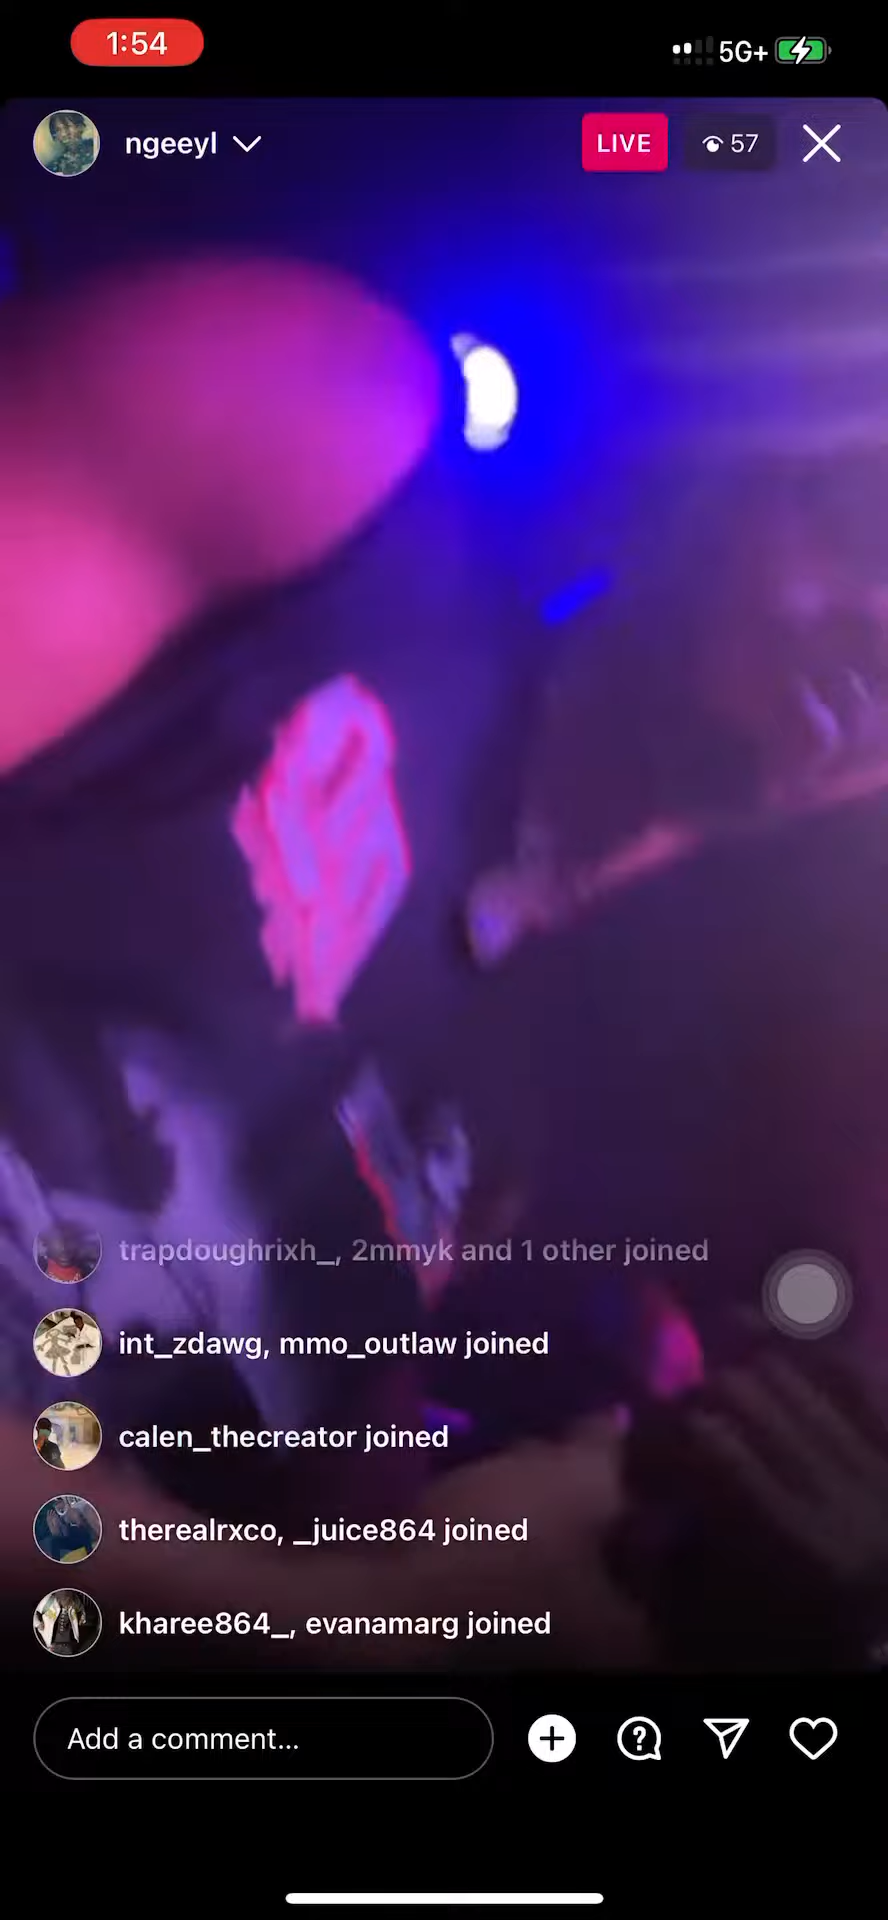 1:54
5G+
ngeeyl
LIVE
57
trapdoughrixh_, 2mmyk and 1 other joined
int_zdawg, mmo_outlaw joined
calen_thecreator joined
therealrxco, _juice864 joined
kharee864_, evanamarg joined
Add a comment...